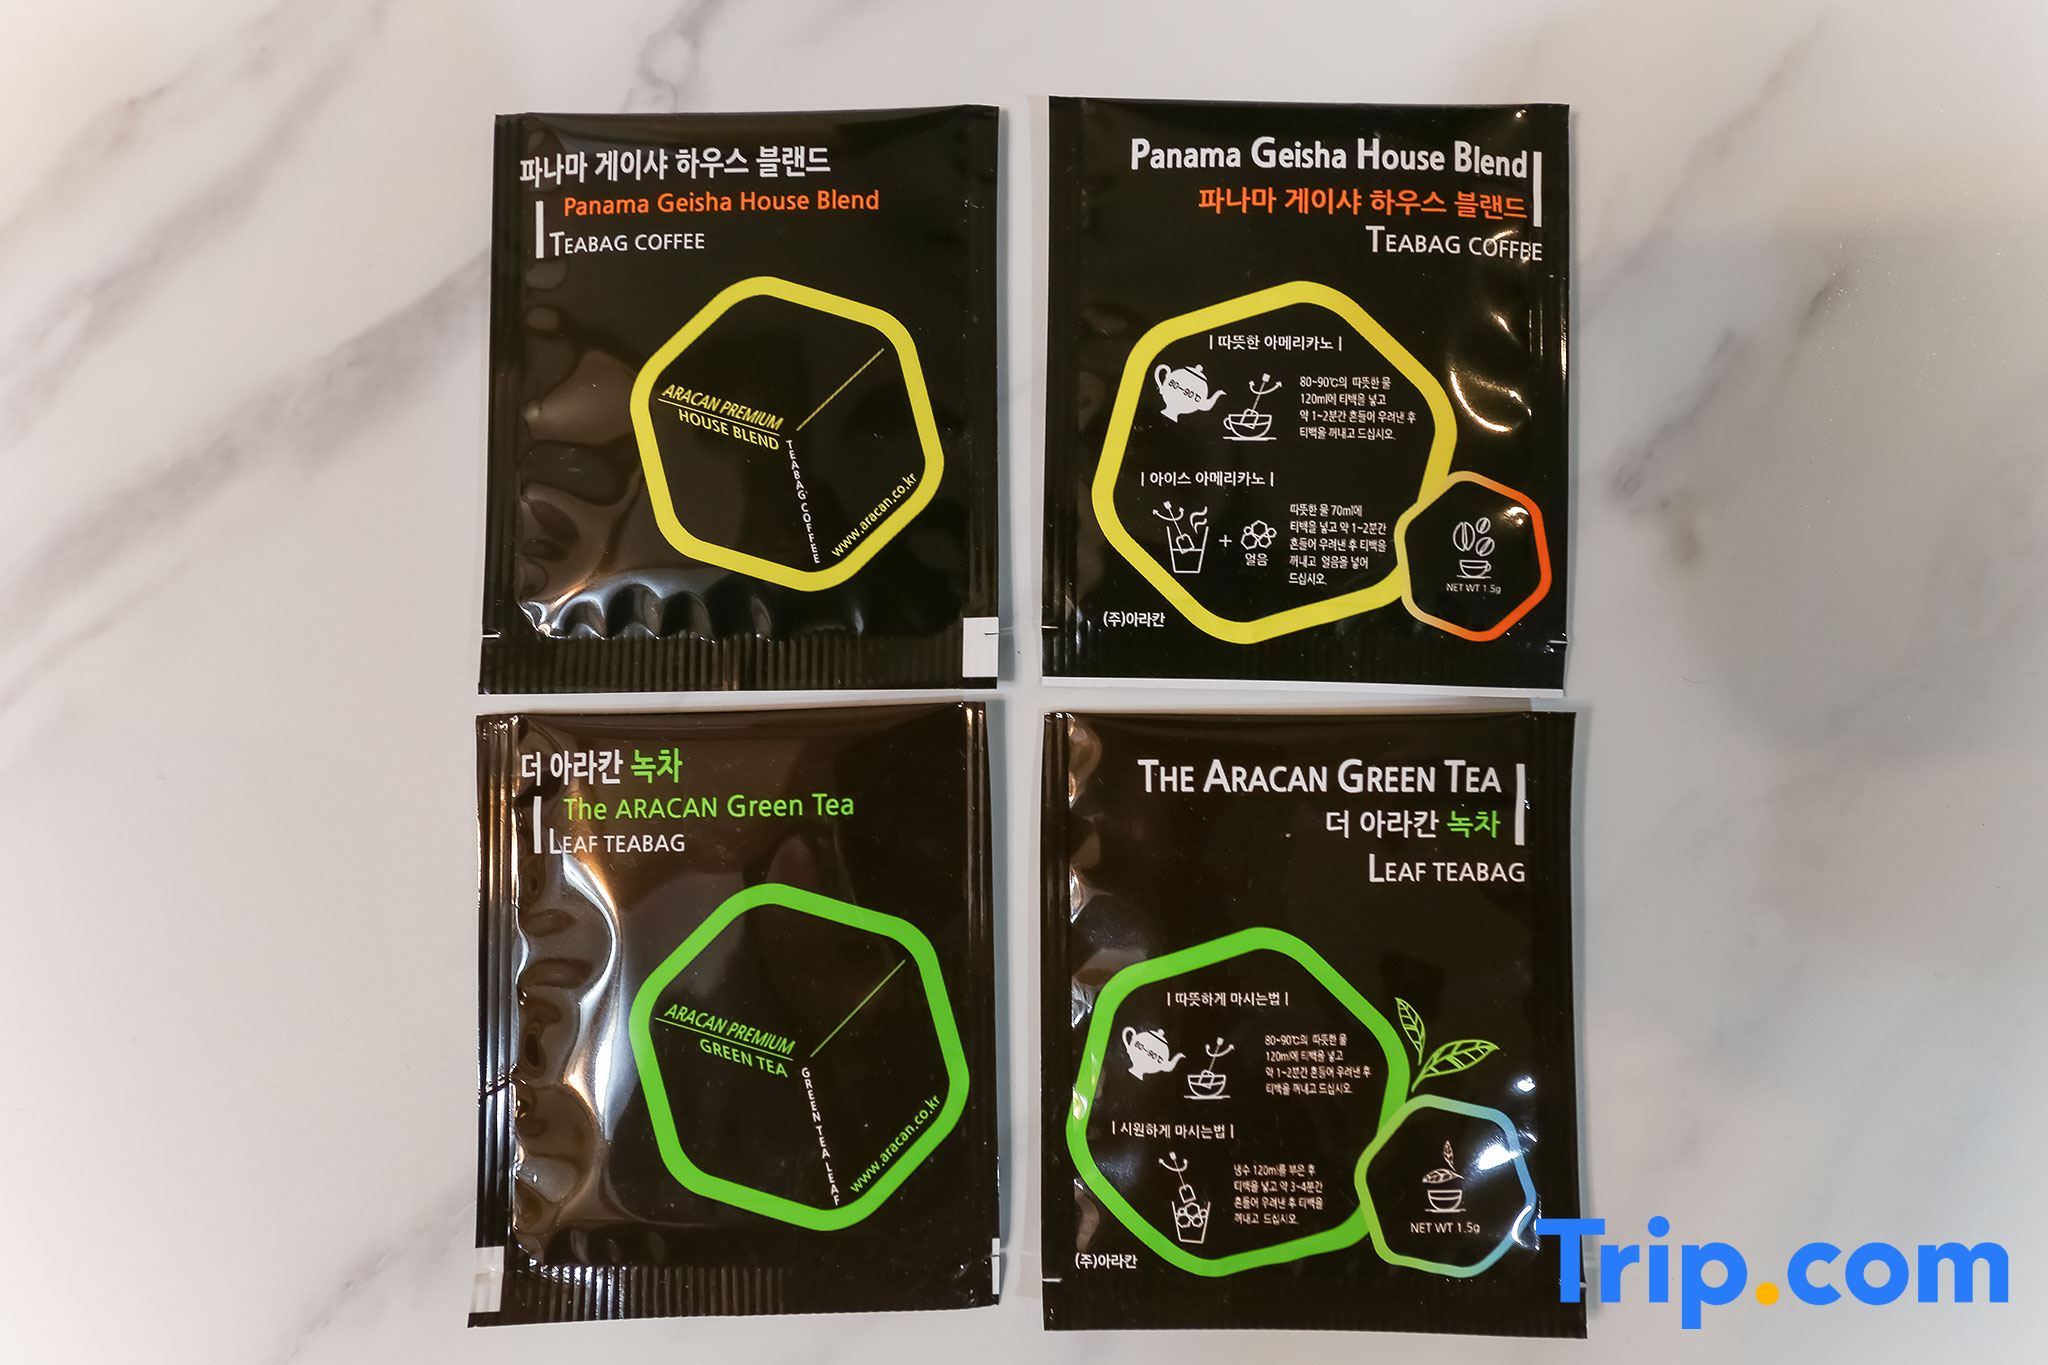 파나마 게이샤 하우스 블랜드
Panama Geisha House Blend
TEABAG COFFEE
ARACAN PREMIUM
HOUSE BLEND
TEABAG COFFEE
www.aracan.co.kr
Panama Geisha House Blend
파나마 게이샤 하우스 블랜드
TEABAG COFFEE
| 따뜻한 아메리카노 |
80~90℃
80~90℃의 따뜻한 물
120ml에 티백을 넣고
약 1~2분간 흔들어 우려낸 후
티백을 꺼내고 드십시오.
| 아이스 아메리카노 |
+
얼음
따뜻한 물 70ml에
티백을 넣고 약 1~2분간
흔들어 우려낸 후 티백을
꺼내고 얼음을 넣어
드십시오.
NET WT 1.5g
(주)아라칸
더 아라칸 녹차
The ARACAN Green Tea
LEAF TEABAG
ARACAN PREMIUM
GREEN TEA
GREEN TEA LEAF
www.aracan.co.kr
THE ARACAN GREEN TEA
더 아라칸 녹차
LEAF TEABAG
| 따뜻하게 마시는법 |
80~90℃
80~90℃의 따뜻한 물
120ml에 티백을 넣고
약 1~2분간 흔들어 우려낸 후
티백을 꺼내고 드십시오.
| 시원하게 마시는법 |
냉수 120ml를 부은 후
티백을 넣고 약 3~4분간
흔들어 우려낸 후 티백을
꺼내고 드십시오.
NET WT 1.5g
(주)아라칸
Trip.com